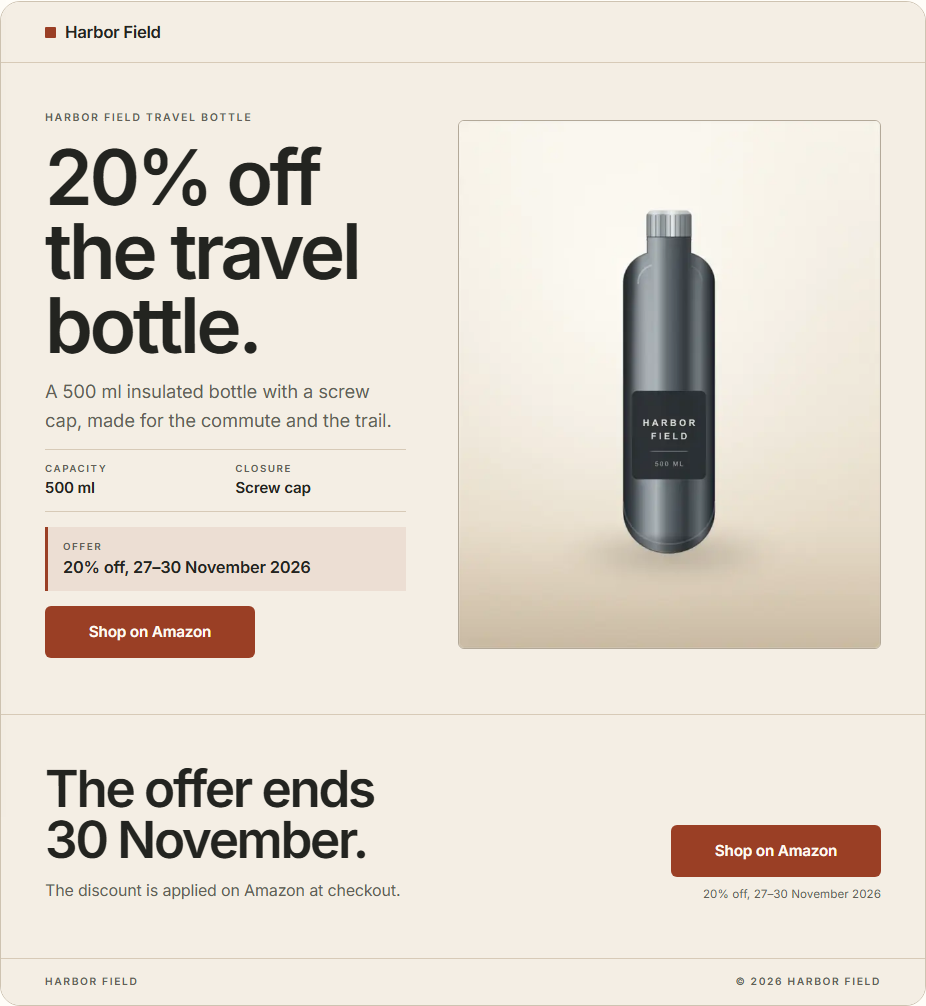 Harbor Field
HARBOR FIELD TRAVEL BOTTLE
20% off
the travel
bottle.
A 500 ml insulated bottle with a screw
cap, made for the commute and the trail.
CAPACITY
500 ml
CLOSURE
Screw cap
OFFER
20% off, 27–30 November 2026
Shop on Amazon
HARBOR
FIELD
500 ML
The offer ends
30 November.
The discount is applied on Amazon at checkout.
Shop on Amazon
20% off, 27–30 November 2026
HARBOR FIELD
© 2026 HARBOR FIELD